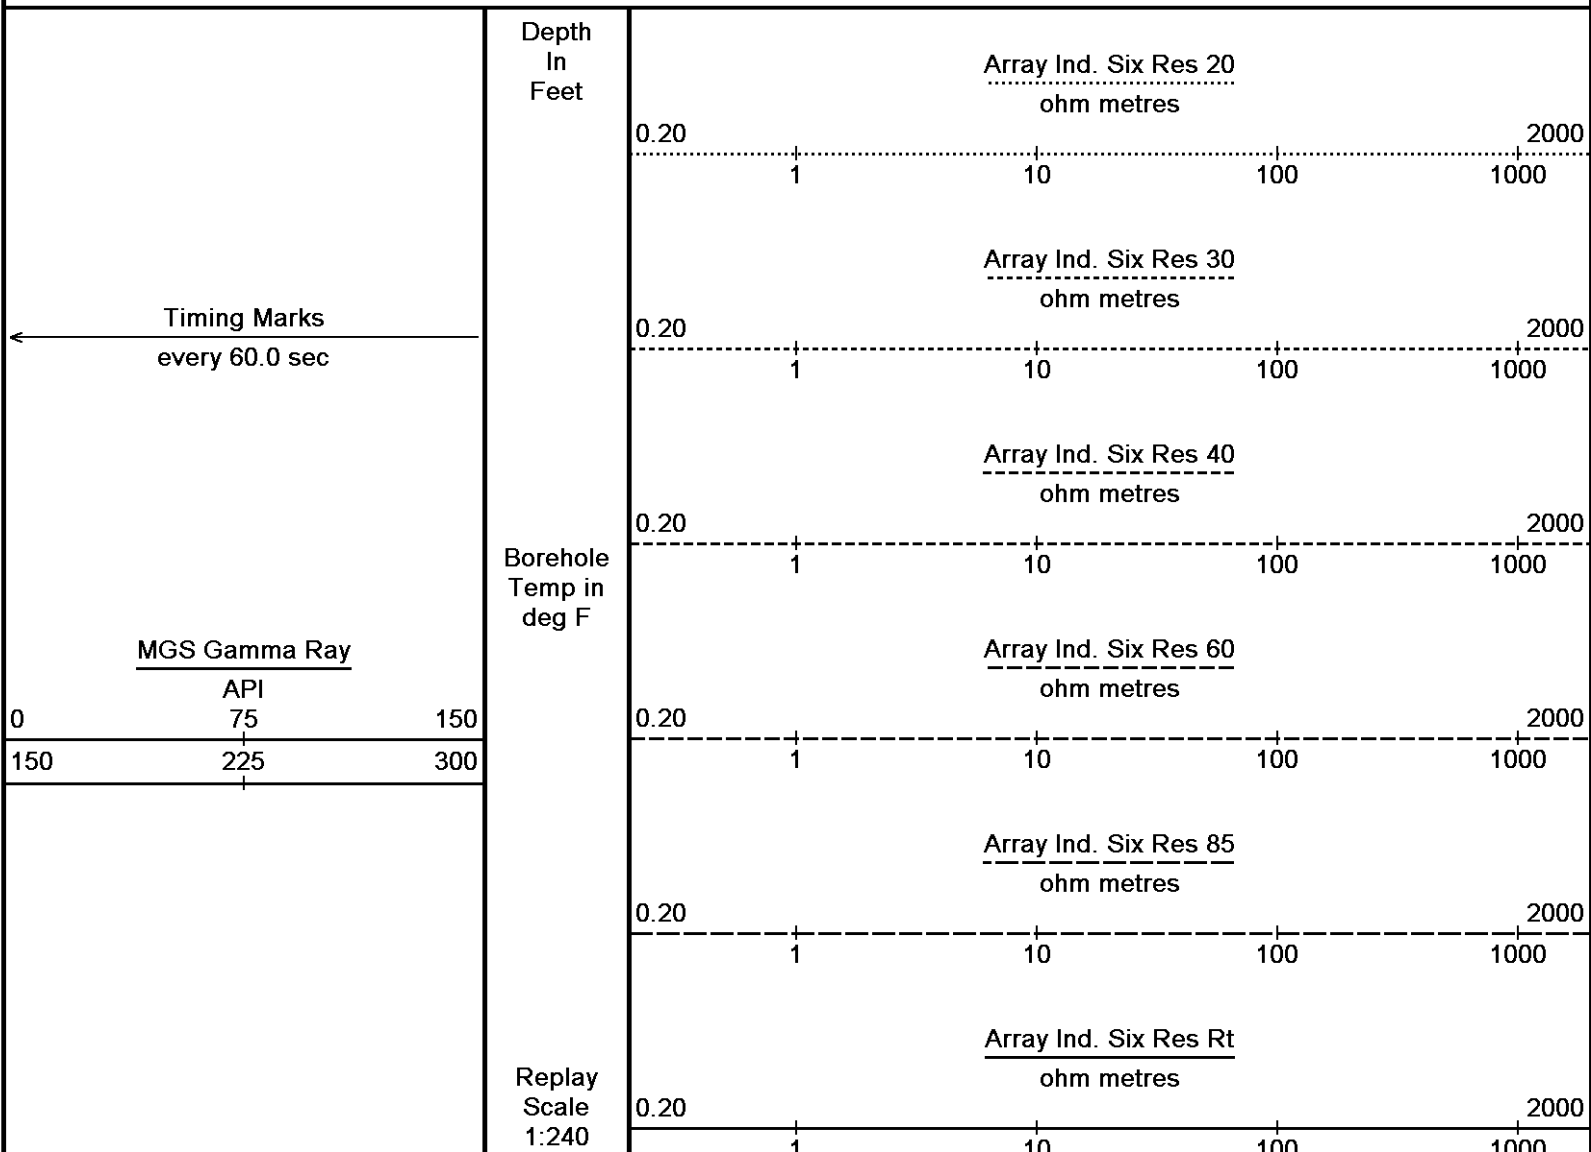 Timing Marks
every 60.0 sec
MGS Gamma Ray
API
0 75 150
150 225 300
Depth
In
Feet
Borehole
Temp in
deg F
Replay
Scale
1:240
Array Ind. Six Res 20
ohm metres
0.20 2000
1 10 100 1000
Array Ind. Six Res 30
ohm metres
0.20 2000
1 10 100 1000
Array Ind. Six Res 40
ohm metres
0.20 2000
1 10 100 1000
Array Ind. Six Res 60
ohm metres
0.20 2000
1 10 100 1000
Array Ind. Six Res 85
ohm metres
0.20 2000
1 10 100 1000
Array Ind. Six Res Rt
ohm metres
0.20 2000
1 10 100 1000